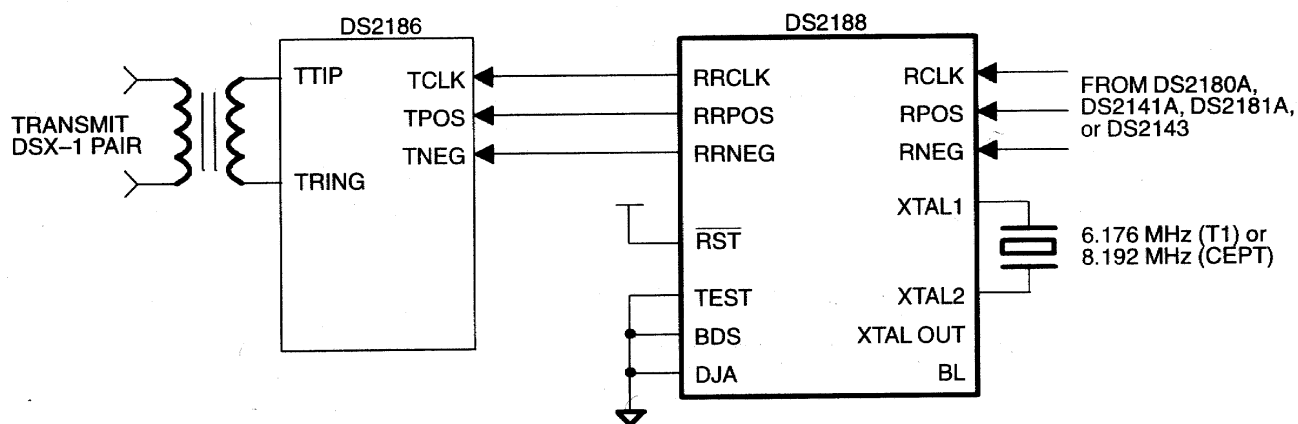 DS2186
DS2188
TTIP
TCLK
RRCLK
RCLK
TPOS
RRPOS
RPOS
TNEG
RRNEG
RNEG
TRING
FROM DS2180A,
DS2141A, DS2181A,
or DS2143
TRANSMIT
DSX–1 PAIR
XTAL1
RST
6.176 MHz (T1) or
8.192 MHz (CEPT)
TEST
XTAL2
BDS
XTAL OUT
DJA
BL